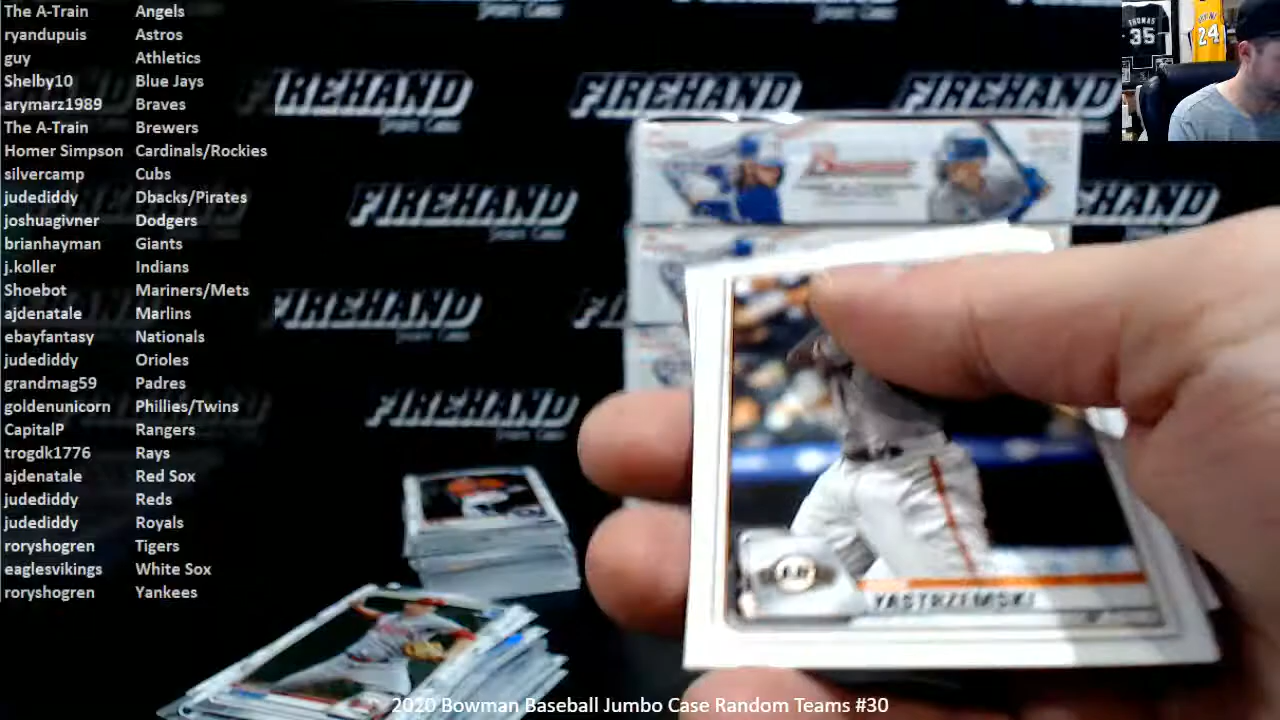 The A-Train Angels
ryandupuis Astros
guy Athletics
Shelby10 Blue Jays
arymarz1989 Braves
The A-Train Brewers
Homer Simpson Cardinals/Rockies
silvercamp Cubs
judediddy Dbacks/Pirates
joshuagivner Dodgers
brianhayman Giants
j.koller Indians
Shoebot Mariners/Mets
ajdenatale Marlins
ebayfantasy Nationals
judediddy Orioles
grandmag59 Padres
goldenunicorn Phillies/Twins
CapitalP Rangers
trogdk1776 Rays
ajdenatale Red Sox
judediddy Reds
judediddy Royals
roryshogren Tigers
eaglesvikings White Sox
roryshogren Yankees
FIREHAND
FIREHAND
FIREHAND
FIREHAND
FIREHAND
FIREHAND
FIREHAND
Bowman
THOMAS
35
24
YASTRZEMSKI
2020 Bowman Baseball Jumbo Case Random Teams #30